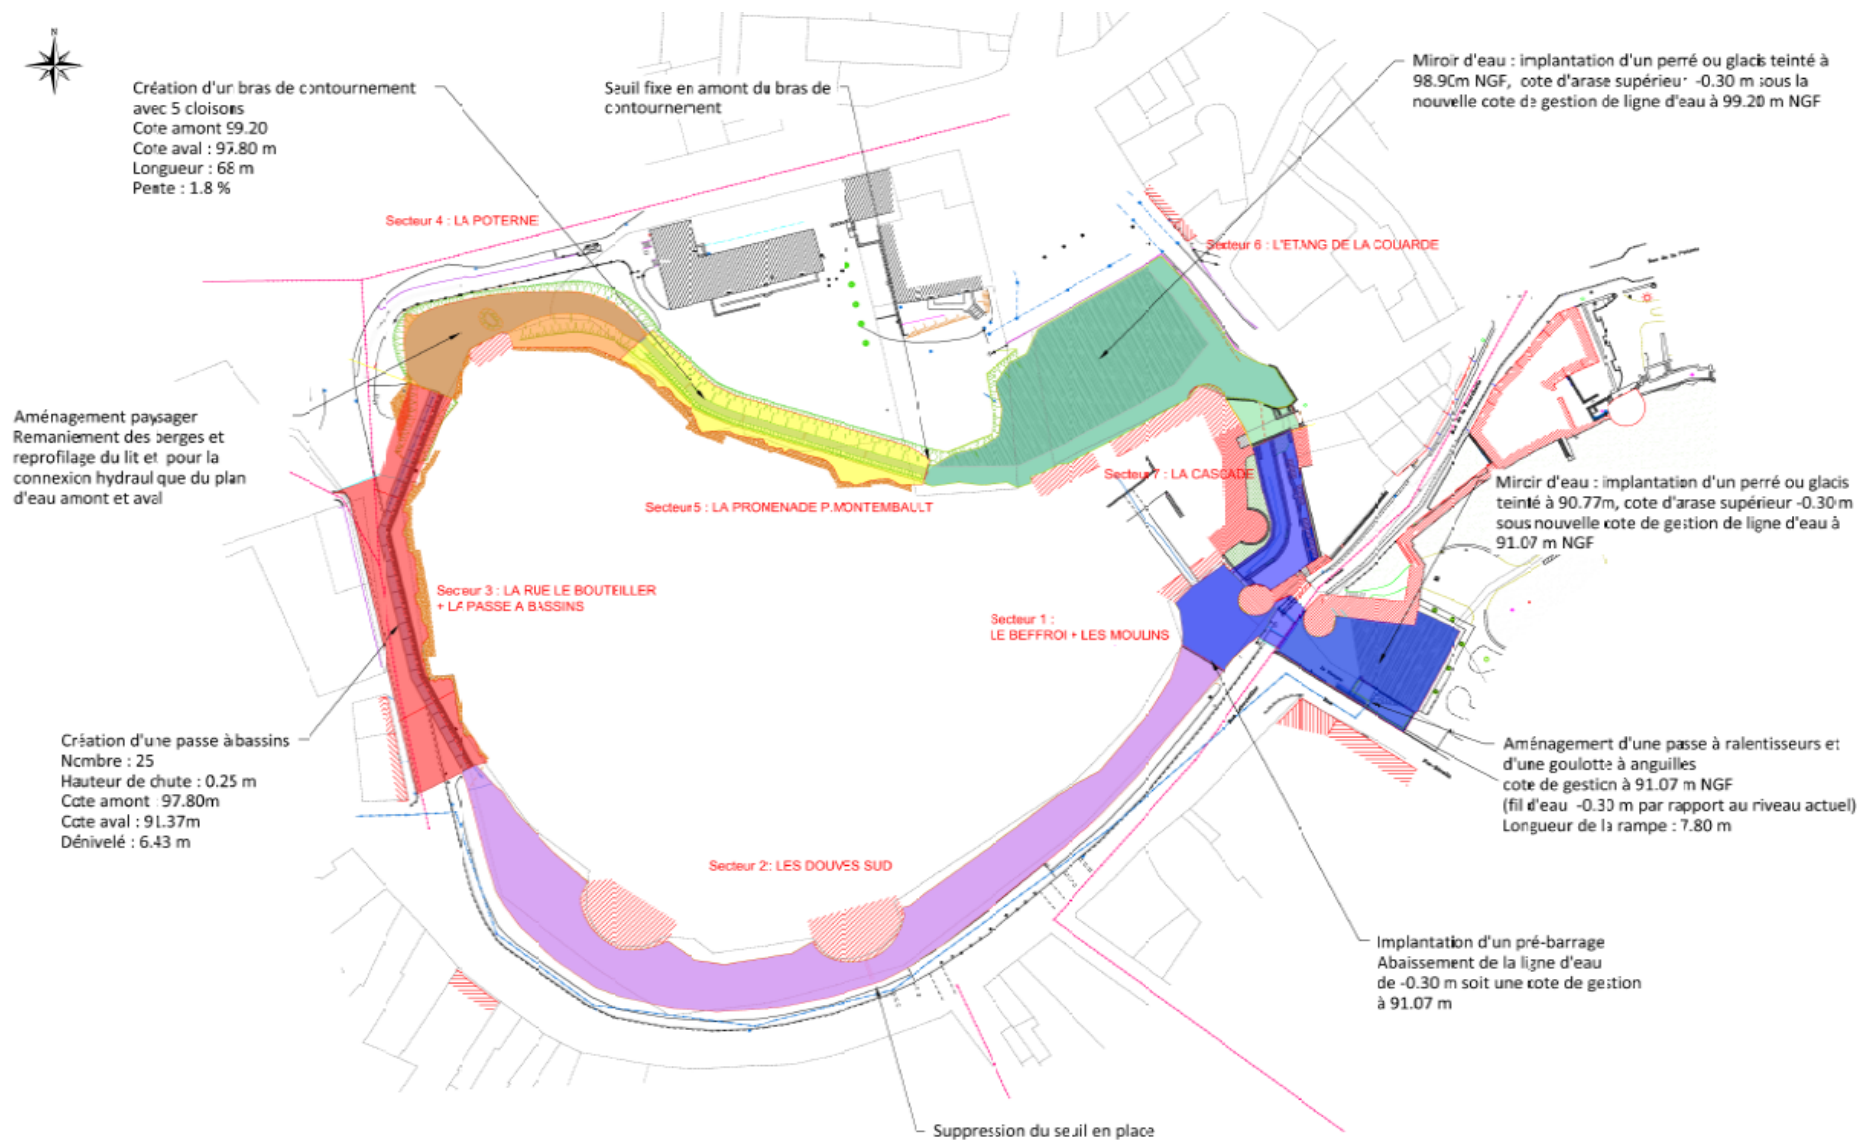 N
Création d'un bras de contournement
avec 5 cloisons
Cote amont 99.20
Cote aval : 97.80 m
Longueur : 68 m
Pente : 1.8 %
Seuil fixe en amont du bras de
contournement
Miroir d'eau : implantation d'un perré ou glacis teinté à
98.90m NGF, cote d'arase supérieur -0.30 m sous la
nouvelle cote de gestion de ligne d'eau à 99.20 m NGF
Secteur 4 : LA POTERNE
Secteur 6 : L'ETANG DE LA COUARDE
Aménagement paysager
Remaniement des berges et
reprofilage du lit et pour la
connexion hydraulique du plan
d'eau amont et aval
Secteur 7 : LA CASCADE
Secteur 5 : LA PROMENADE P.MONTEMBAULT
Miroir d'eau : implantation d'un perré ou glacis
teinté à 90.77m, cote d'arase supérieur -0.30 m
sous nouvelle cote de gestion de ligne d'eau à
91.07 m NGF
Secteur 3 : LA RUE LE BOUTEILLER
+ LA PASSE A BASSINS
Secteur 1 :
LE BEFFROI + LES MOULINS
Création d'une passe à bassins
Nombre : 25
Hauteur de chute : 0.25 m
Cote amont : 97.80m
Cote aval : 91.37m
Dénivelé : 6.43 m
Aménagement d'une passe à ralentisseurs et
d'une goulotte à anguilles
cote de gestion à 91.07 m NGF
(fil d'eau -0.30 m par rapport au niveau actuel)
Longueur de la rampe : 7.80 m
Secteur 2 : LES DOUVES SUD
Implantation d'un pré-barrage
Abaissement de la ligne d'eau
de -0.30 m soit une cote de gestion
à 91.07 m
Suppression du seuil en place